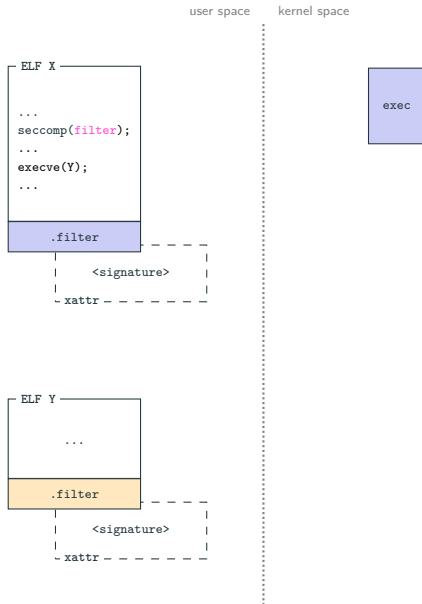 user space
kernel space
ELF X
exec
...
seccomp(filter);
...
execve(Y);
...
.filter
<signature>
xattr
ELF Y
...
.filter
<signature>
xattr